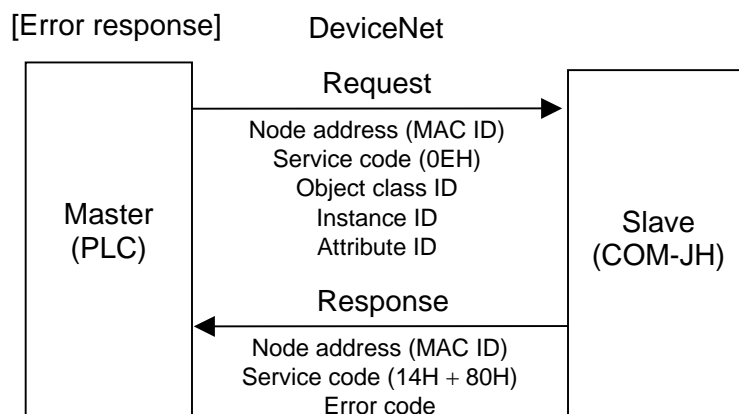 [Error response]
DeviceNet
Request
Node address (MAC ID)
Service code (0EH)
Object class ID
Instance ID
Attribute ID
Master
(PLC)
Slave
(COM-JH)
Response
Node address (MAC ID)
Service code (14H + 80H)
Error code